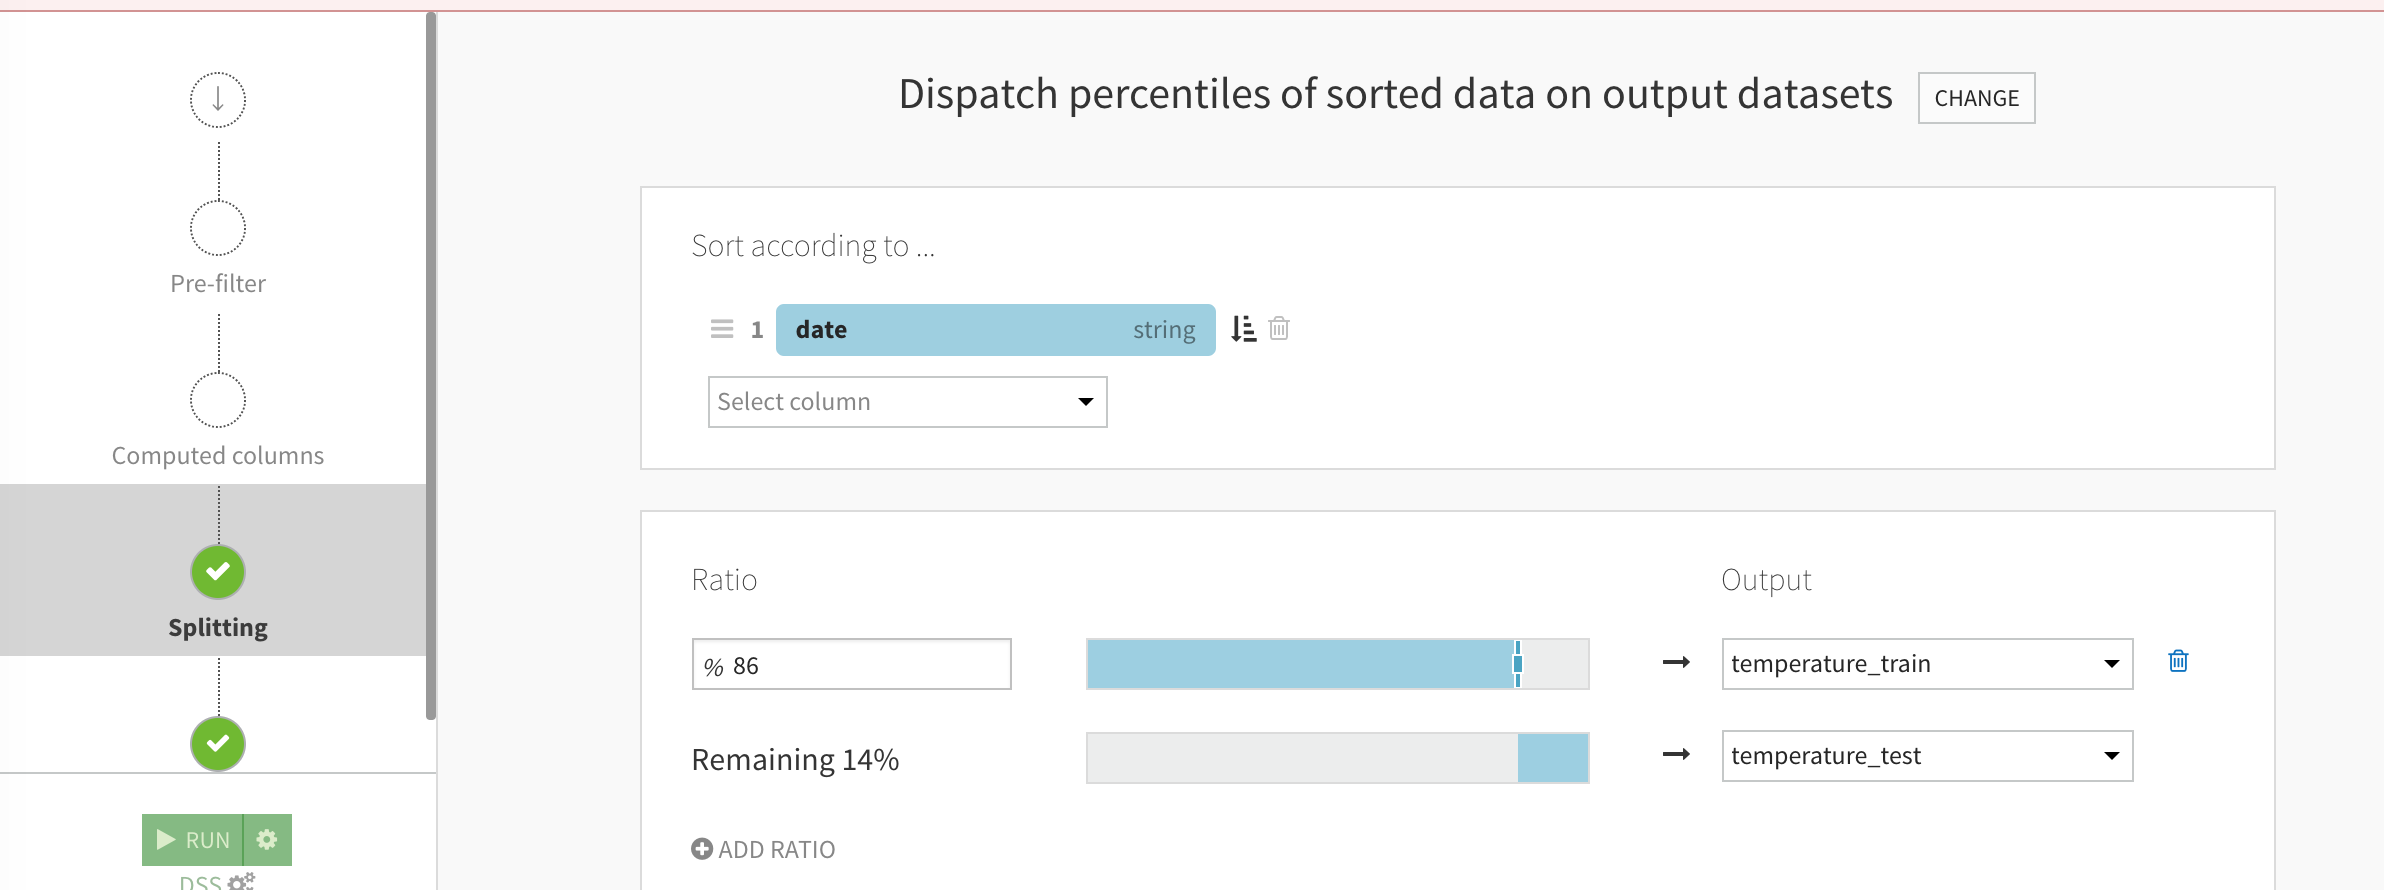 Dispatch percentiles of sorted data on output datasets CHANGE
Pre-filter
Computed columns
Splitting
RUN
DSS
Sort according to ...
1 date string
Select column
Ratio Output
% 86 temperature_train
Remaining 14% temperature_test
ADD RATIO